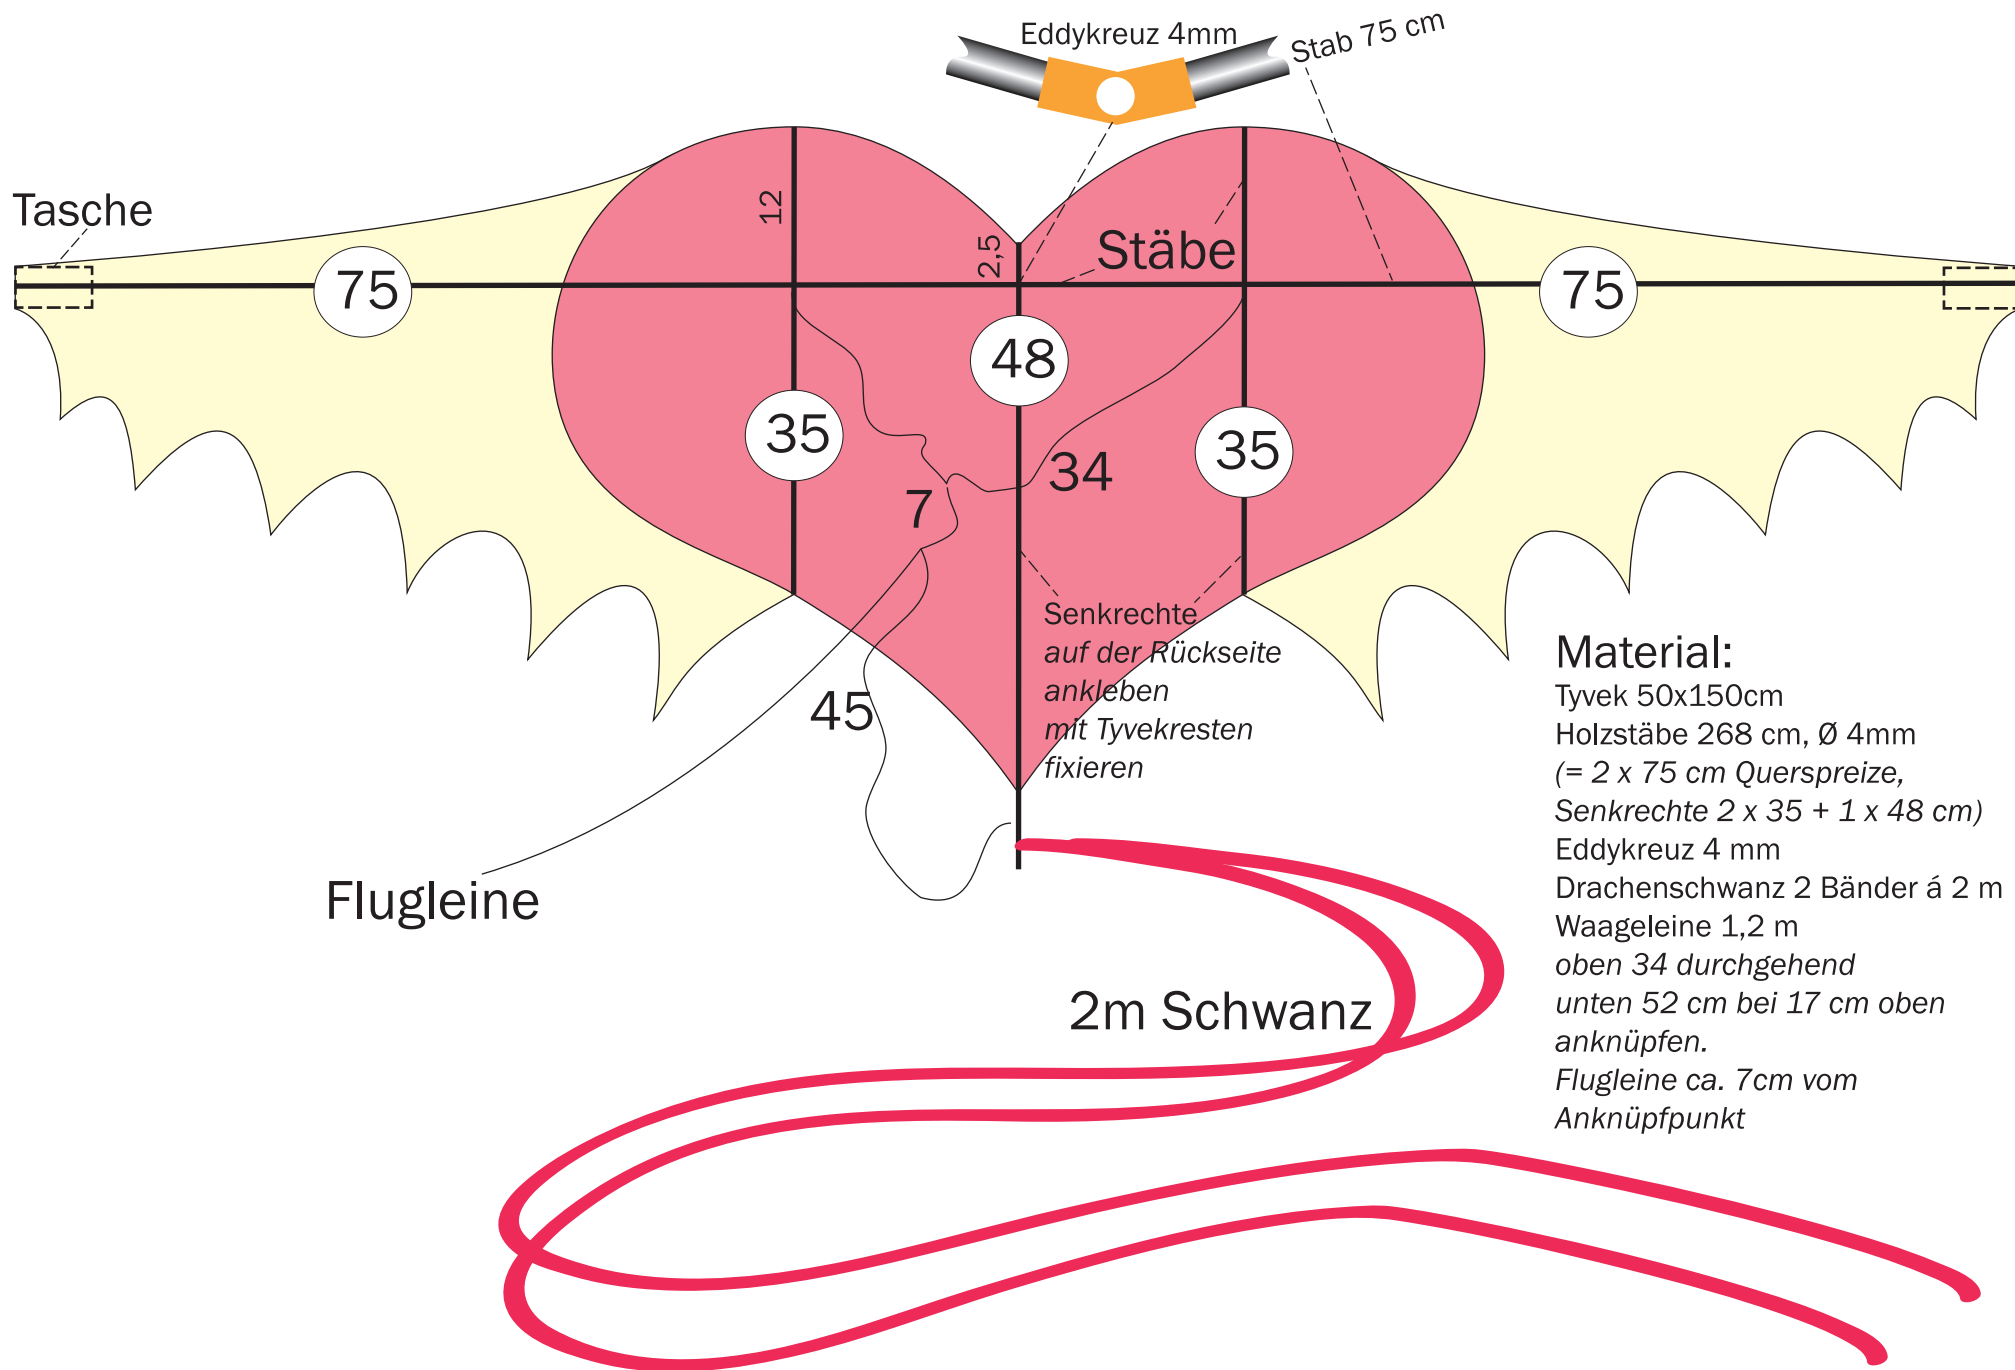 Eddykreuz 4mm
Stab 75 cm
Tasche
12
2,5
Stäbe
75
75
48
35
35
34
7
Senkrechte
auf der Rückseite
ankleben
mit Tyvekresten
fixieren
45
Flugleine
2m Schwanz
Material:
Tyvek 50x150cm
Holzstäbe 268 cm, Ø 4mm
(= 2 x 75 cm Querspreize,
Senkrechte 2 x 35 + 1 x 48 cm)
Eddykreuz 4 mm
Drachenschwanz 2 Bänder á 2 m
Waageleine 1,2 m
oben 34 durchgehend
unten 52 cm bei 17 cm oben
anknüpfen.
Flugleine ca. 7cm vom
Anknüpfpunkt